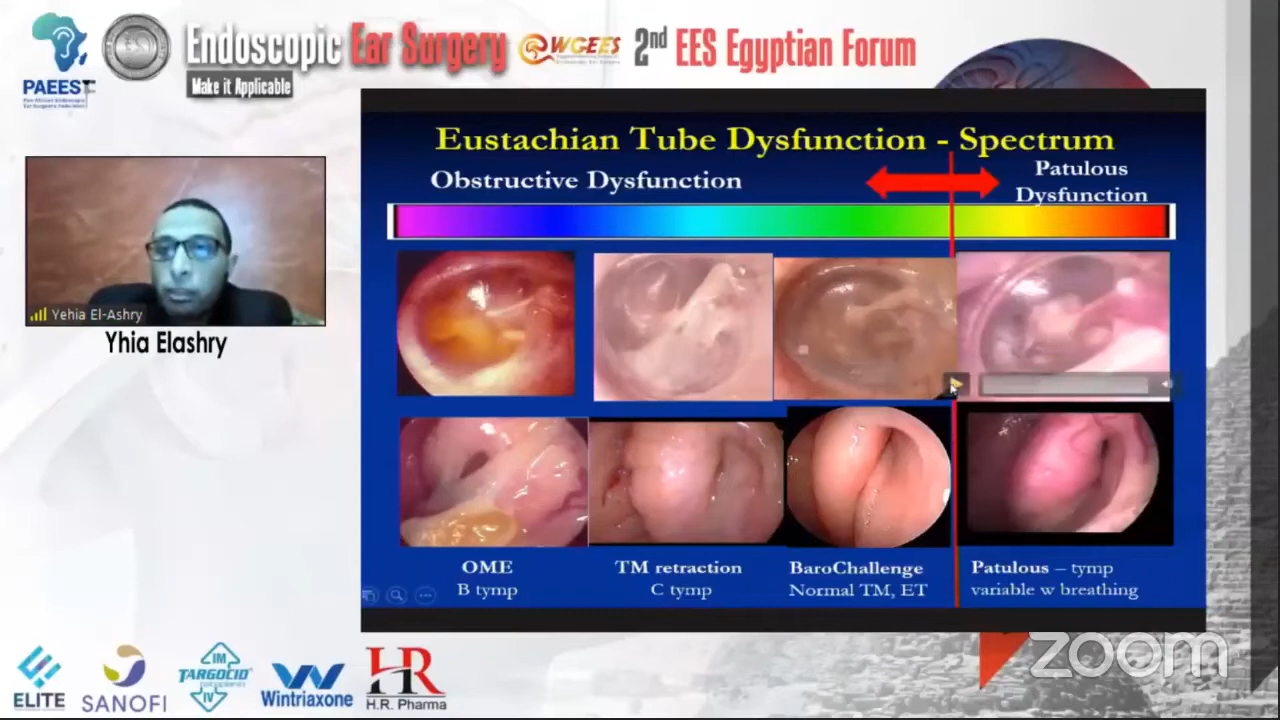 Endoscopic Ear Surgery
WGEES
2nd EES Egyptian Forum
PAEEST
Make it Applicable
Eustachian Tube Dysfunction - Spectrum
Obstructive Dysfunction
Patulous
Dysfunction
Yehia El-Ashry
Yhia Elashry
OME
B tymp
TM retraction
C tymp
BaroChallenge
Normal TM, ET
Patulous – tymp
variable w breathing
zoom
ELITE
SANOFI
IM
TARGOCID
IV
Wintriaxone
HR
H.R. Pharma